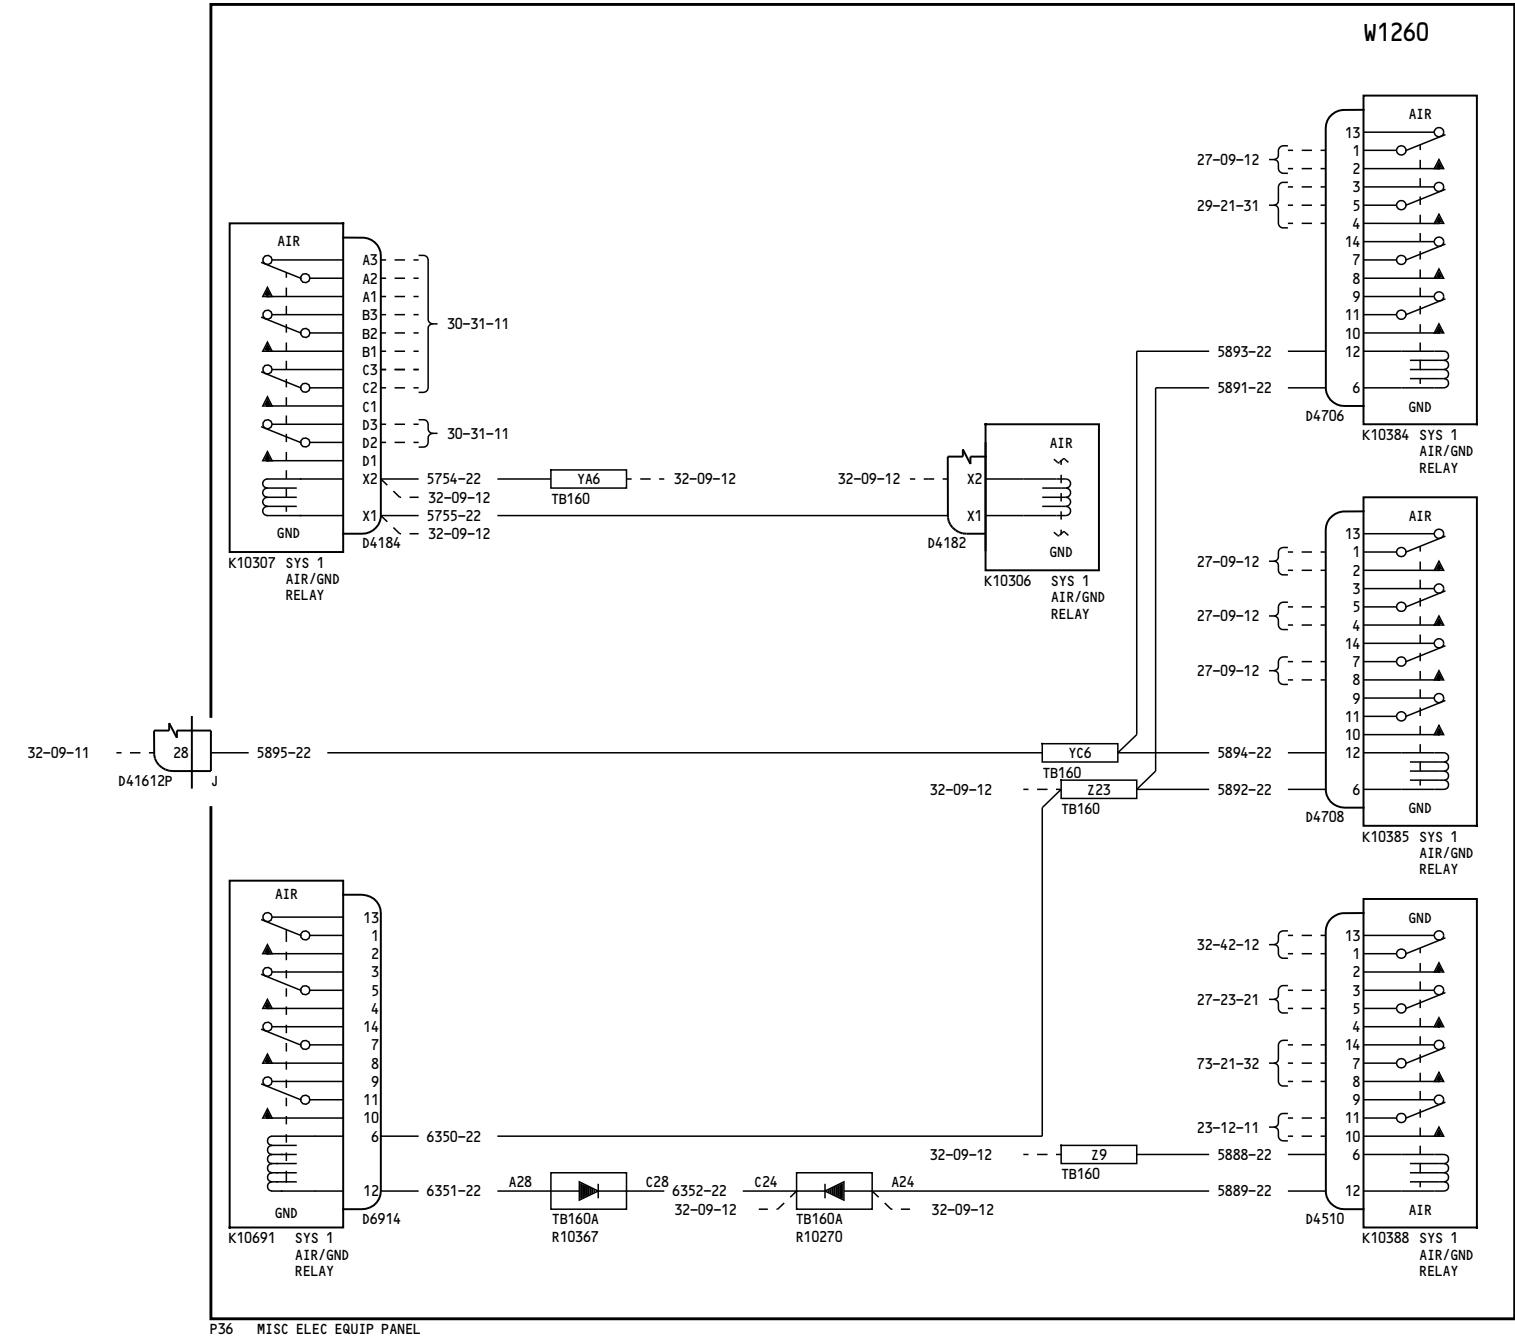 W1260
AIR
13
1
2
3
5
4
14
7
8
9
11
10
12
6
GND
27-09-12
29-21-31
5893-22
5891-22
D4706
K10384 SYS 1
AIR/GND
RELAY
AIR
A3
A2
A1
B3
B2
B1
C3
C2
C1
D3
D2
D1
X2
X1
GND
30-31-11
30-31-11
D4184
K10307 SYS 1
AIR/GND
RELAY
5754-22
32-09-12
5755-22
32-09-12
YA6
TB160
32-09-12
32-09-12
X2
X1
D4182
AIR
GND
K10306 SYS 1
AIR/GND
RELAY
AIR
13
1
2
3
5
4
14
7
8
9
11
10
12
6
GND
27-09-12
27-09-12
27-09-12
5894-22
5892-22
D4708
K10385 SYS 1
AIR/GND
RELAY
32-09-11
28
D41612P J
5895-22
YC6
TB160
32-09-12
Z23
TB160
AIR
13
1
2
3
5
4
14
7
8
9
11
10
6
12
GND
D6914
K10691 SYS 1
AIR/GND
RELAY
6350-22
6351-22
A28
TB160A
R10367
C28
6352-22
32-09-12
C24
TB160A
R10270
A24
32-09-12
32-09-12
Z9
TB160
5888-22
5889-22
GND
13
1
2
3
5
4
14
7
8
9
11
10
6
12
AIR
32-42-12
27-23-21
73-21-32
23-12-11
D4510
K10388 SYS 1
AIR/GND
RELAY
P36 MISC ELEC EQUIP PANEL